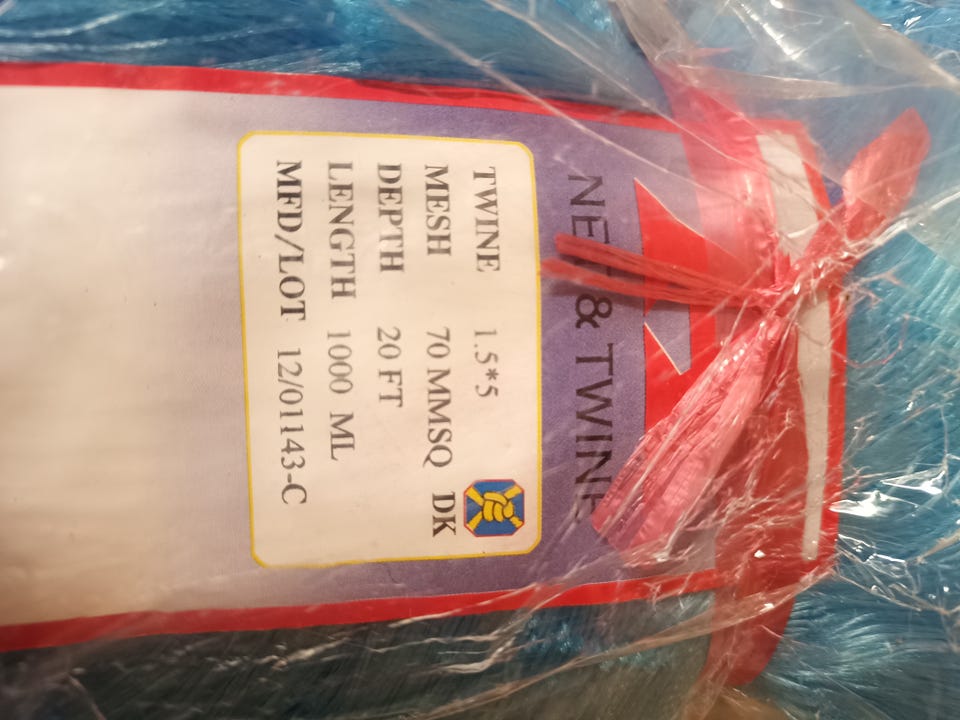 NET & TWINE
TWINE 1.5*5
MESH 70 MMSQ DK
DEPTH 20 FT
LENGTH 1000 ML
MFD/LOT 12/01143-C